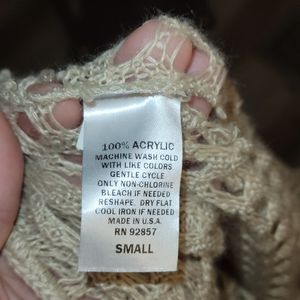 100% ACRYLIC
MACHINE WASH COLD
WITH LIKE COLORS
GENTLE CYCLE
ONLY NON-CHLORINE
BLEACH IF NEEDED
RESHAPE. DRY FLAT
COOL IRON IF NEEDED
MADE IN U.S.A.
RN 92857
SMALL